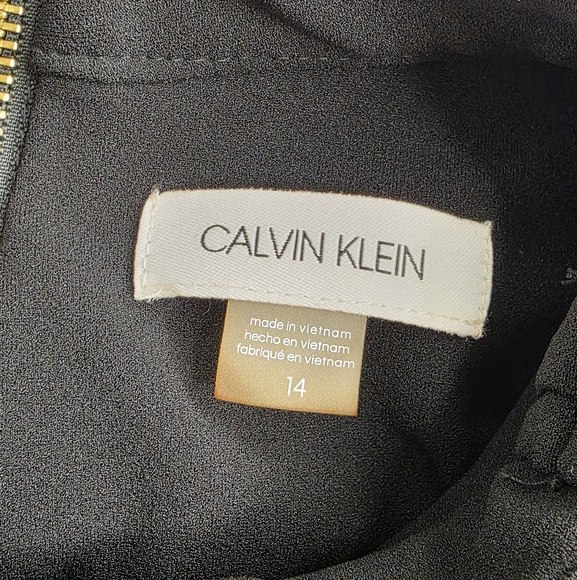 CALVIN KLEIN
made in vietnam
hecho en vietnam
fabriqué en vietnam
14